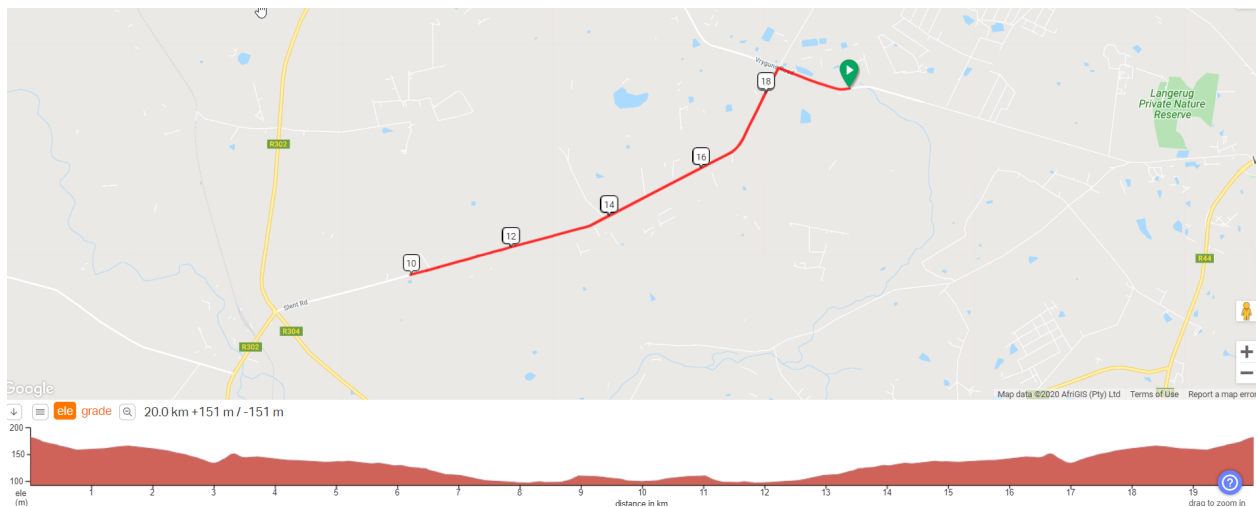 Vryguns
18
Langerug
Private Nature
Reserve
R302
16
14
12
10
R44
Slent Rd
R304
R302
Google
Map data ©2020 AfriGIS (Pty) Ltd Terms of Use Report a map error
ele grade 20.0 km +151 m / -151 m
200
150
100
ele
(m)
1 2 3 4 5 6 7 8 9 10 11 12 13 14 15 16 17 18 19
distance in km
drag to zoom in